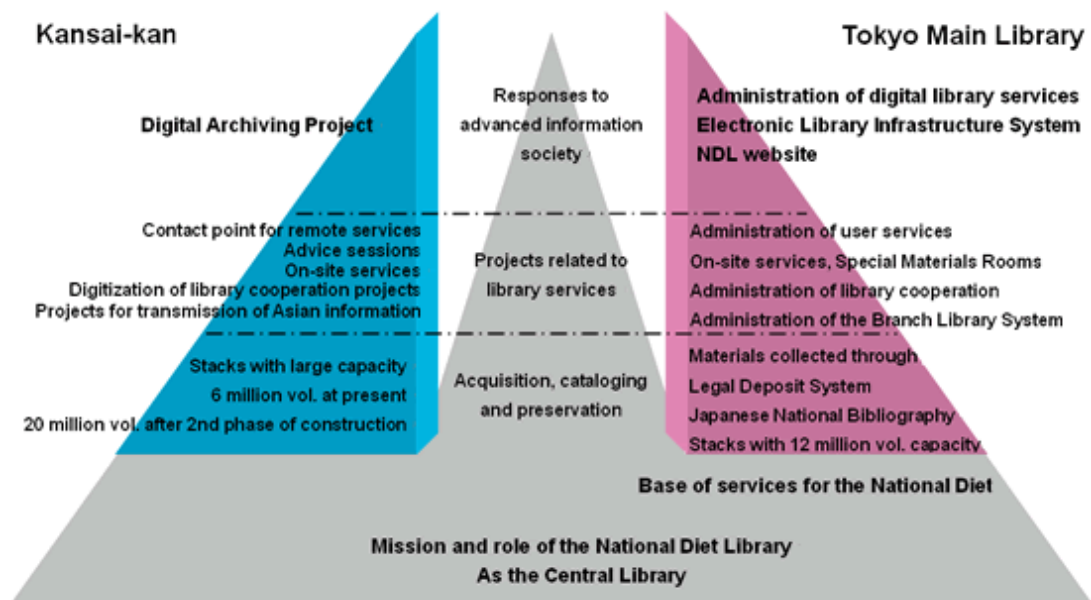 Kansai-kan
Tokyo Main Library
Digital Archiving Project
Responses to
advanced information
society
Administration of digital library services
Electronic Library Infrastructure System
NDL website
Contact point for remote services
Advice sessions
On-site services
Digitization of library cooperation projects
Projects for transmission of Asian information
Projects related to
library services
Administration of user services
On-site services, Special Materials Rooms
Administration of library cooperation
Administration of the Branch Library System
Stacks with large capacity
6 million vol. at present
20 million vol. after 2nd phase of construction
Acquisition, cataloging
and preservation
Materials collected through
Legal Deposit System
Japanese National Bibliography
Stacks with 12 million vol. capacity
Base of services for the National Diet
Mission and role of the National Diet Library
As the Central Library